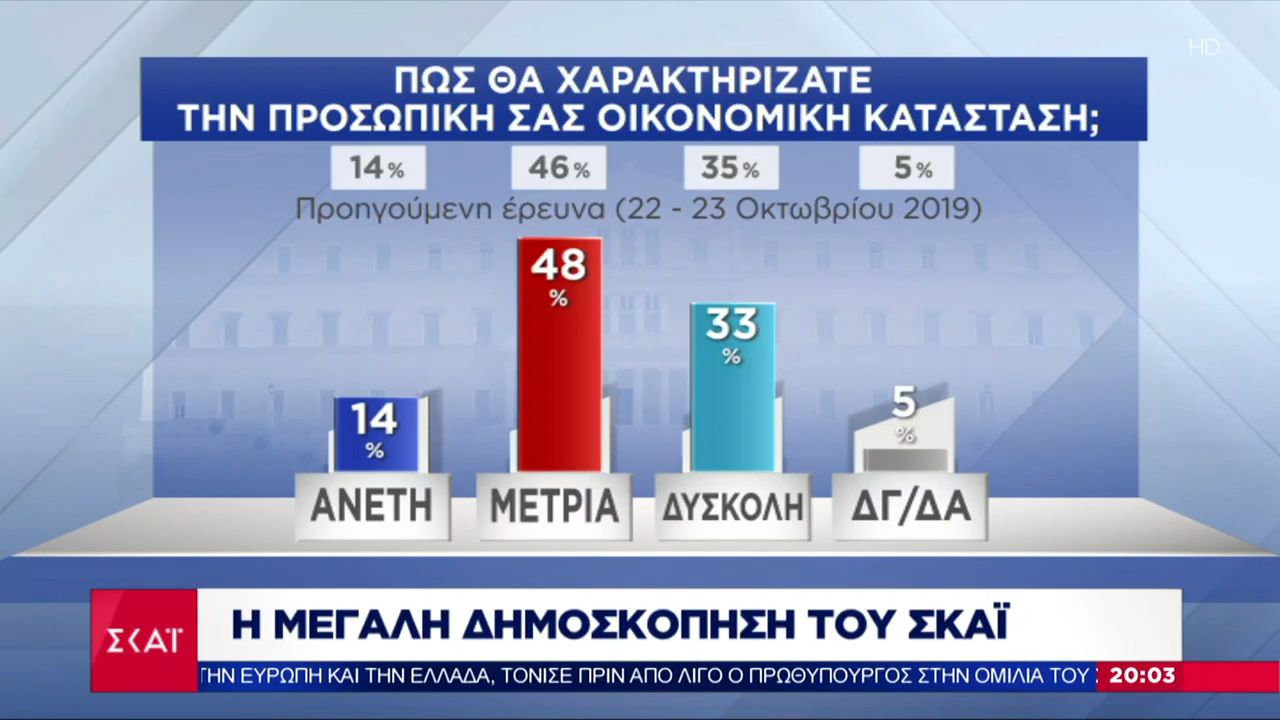 HD
ΠΩΣ ΘΑ ΧΑΡΑΚΤΗΡΙΖΑΤΕ
ΤΗΝ ΠΡΟΣΩΠΙΚΗ ΣΑΣ ΟΙΚΟΝΟΜΙΚΗ ΚΑΤΑΣΤΑΣΗ;
14% 46% 35% 5%
Προηγούμενη έρευνα (22 - 23 Οκτωβρίου 2019)
48%
33%
14%
5%
ΑΝΕΤΗ ΜΕΤΡΙΑ ΔΥΣΚΟΛΗ ΔΓ/ΔΑ
ΣΚΑΪ
Η ΜΕΓΑΛΗ ΔΗΜΟΣΚΟΠΗΣΗ ΤΟΥ ΣΚΑΪ
ΤΗΝ ΕΥΡΩΠΗ ΚΑΙ ΤΗΝ ΕΛΛΑΔΑ, ΤΟΝΙΣΕ ΠΡΙΝ ΑΠΟ ΛΙΓΟ Ο ΠΡΩΘΥΠΟΥΡΓΟΣ ΣΤΗΝ ΟΜΙΛΙΑ ΤΟΥ
20:03